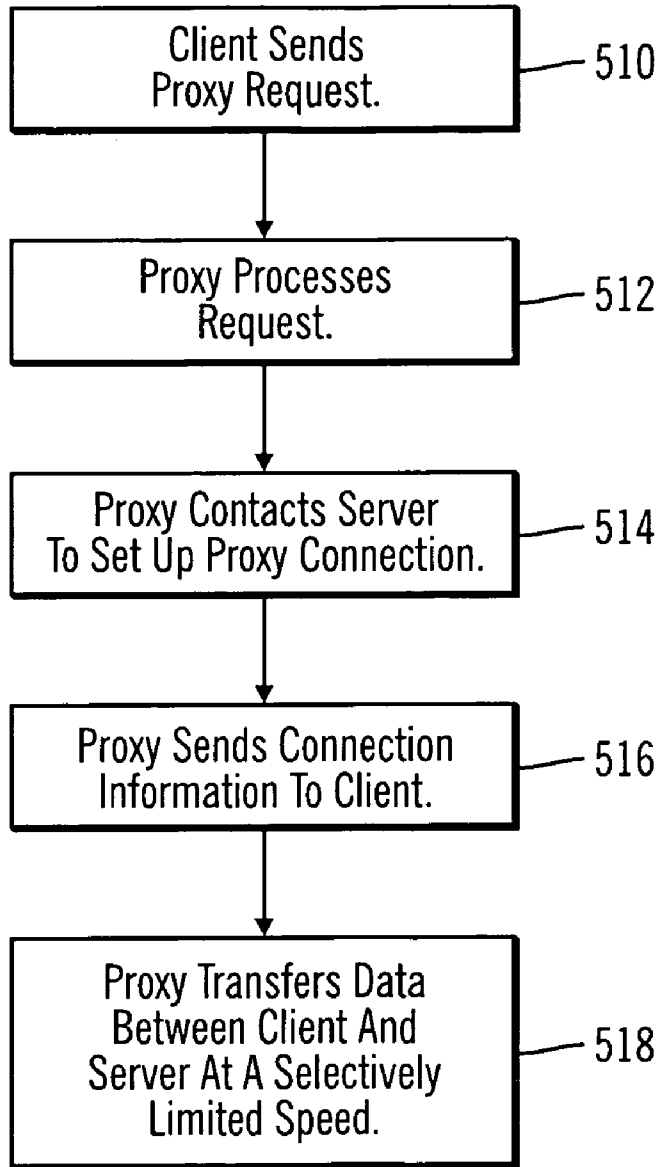 Client Sends
Proxy Request.
510
Proxy Processes
Request.
512
Proxy Contacts Server
To Set Up Proxy Connection.
514
Proxy Sends Connection
Information To Client.
516
Proxy Transfers Data
Between Client And
Server At A Selectively
Limited Speed.
518